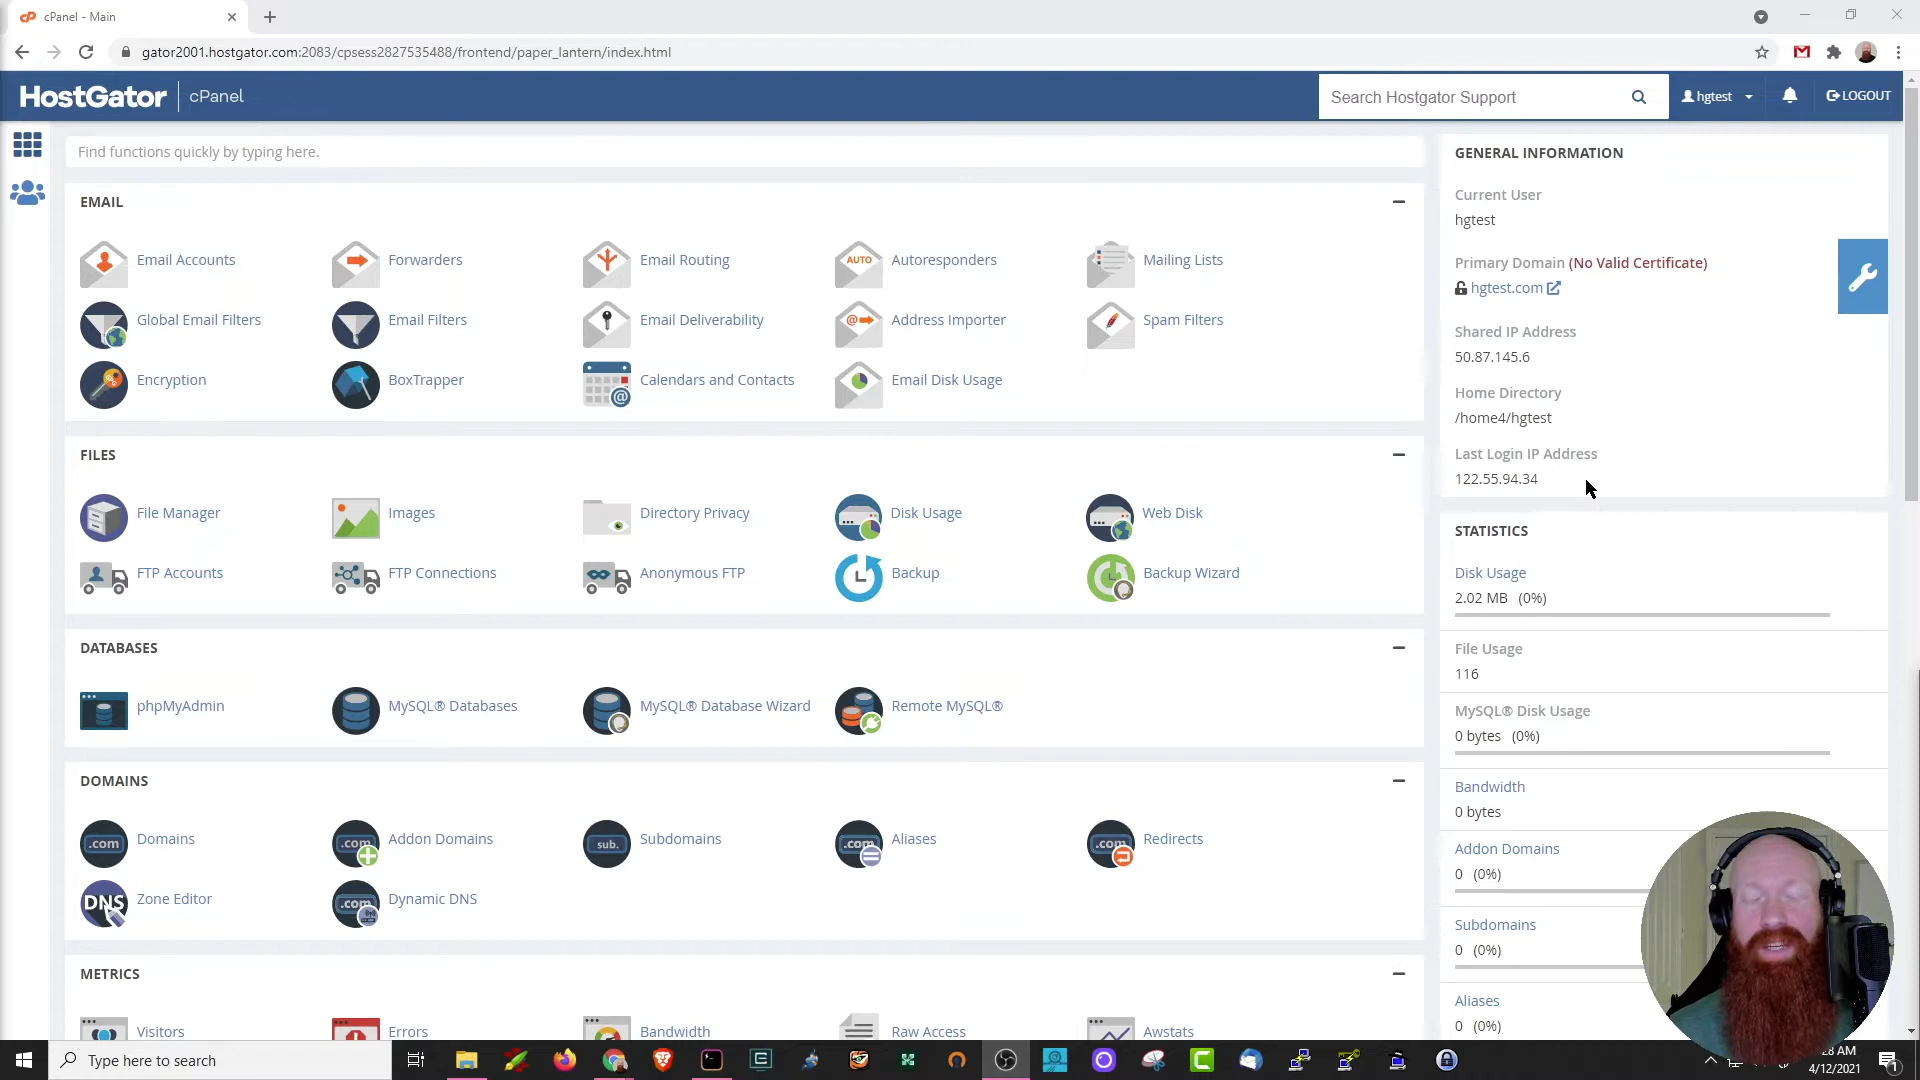 cPanel - Main
gator2001.hostgator.com:2083/cpsess2827535488/frontend/paper_lantern/index.html
HostGator cPanel
Search Hostgator Support
hgtest
LOGOUT
Find functions quickly by typing here.
EMAIL
Email Accounts
Forwarders
Email Routing
AUTO
Autoresponders
Mailing Lists
Global Email Filters
Email Filters
Email Deliverability
Address Importer
Spam Filters
Encryption
BoxTrapper
Calendars and Contacts
Email Disk Usage
FILES
File Manager
Images
Directory Privacy
Disk Usage
Web Disk
FTP Accounts
FTP Connections
Anonymous FTP
Backup
Backup Wizard
DATABASES
phpMyAdmin
MySQL® Databases
MySQL® Database Wizard
Remote MySQL®
DOMAINS
.com
Domains
.com
Addon Domains
sub.
Subdomains
.com
Aliases
.com
Redirects
DNS
Zone Editor
.com
Dynamic DNS
METRICS
Visitors
Errors
Bandwidth
Raw Access
Awstats
GENERAL INFORMATION
Current User
hgtest
Primary Domain (No Valid Certificate)
hgtest.com
Shared IP Address
50.87.145.6
Home Directory
/home4/hgtest
Last Login IP Address
122.55.94.34
STATISTICS
Disk Usage
2.02 MB (0%)
File Usage
116
MySQL® Disk Usage
0 bytes (0%)
Bandwidth
0 bytes
Addon Domains
0 (0%)
Subdomains
0 (0%)
Aliases
0 (0%)
Type here to search
28 AM
4/12/2021